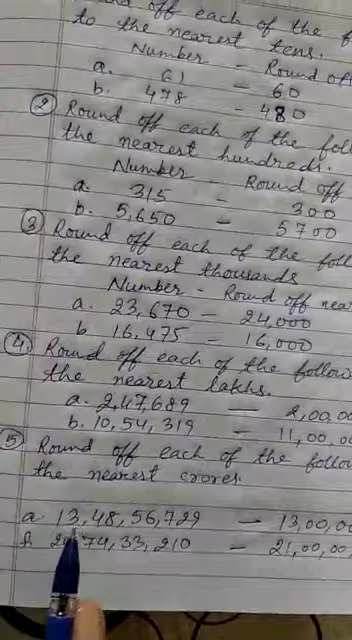 off each of the f
to the nearest tens.
Number - Round off
a. 61 - 60
b. 478 - 480
② Round off each of the foll
the nearest hundreds.
Number - Round off
a. 315 - 300
b. 5,650 - 5700
③ Round off each of the foll
the nearest thousands
Number - Round off nea
a. 23,670 - 24,000
b. 16,475 - 16,000
④ Round off each of the follow
the nearest lakhs.
a. 2,47,689 - 2,00,00
b. 10,54,319 - 11,00,00
⑤ Round off each of the follow
the nearest crores
a. 13,48,56,729 - 13,00,00
74,33,210 - 21,00,00,